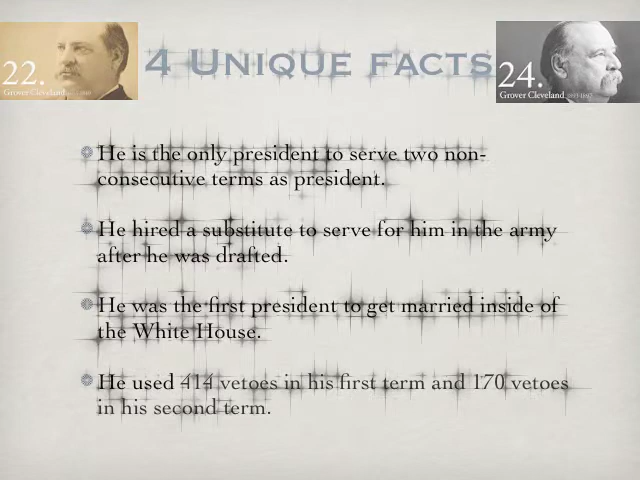 22.
Grover Cleveland
4 UNIQUE FACTS
24.
Grover Cleveland
He is the only president to serve two non-
consecutive terms as president.
He hired a substitute to serve for him in the army
after he was drafted.
He was the first president to get married inside of
the White House.
He used 414 vetoes in his first term and 170 vetoes
in his second term.